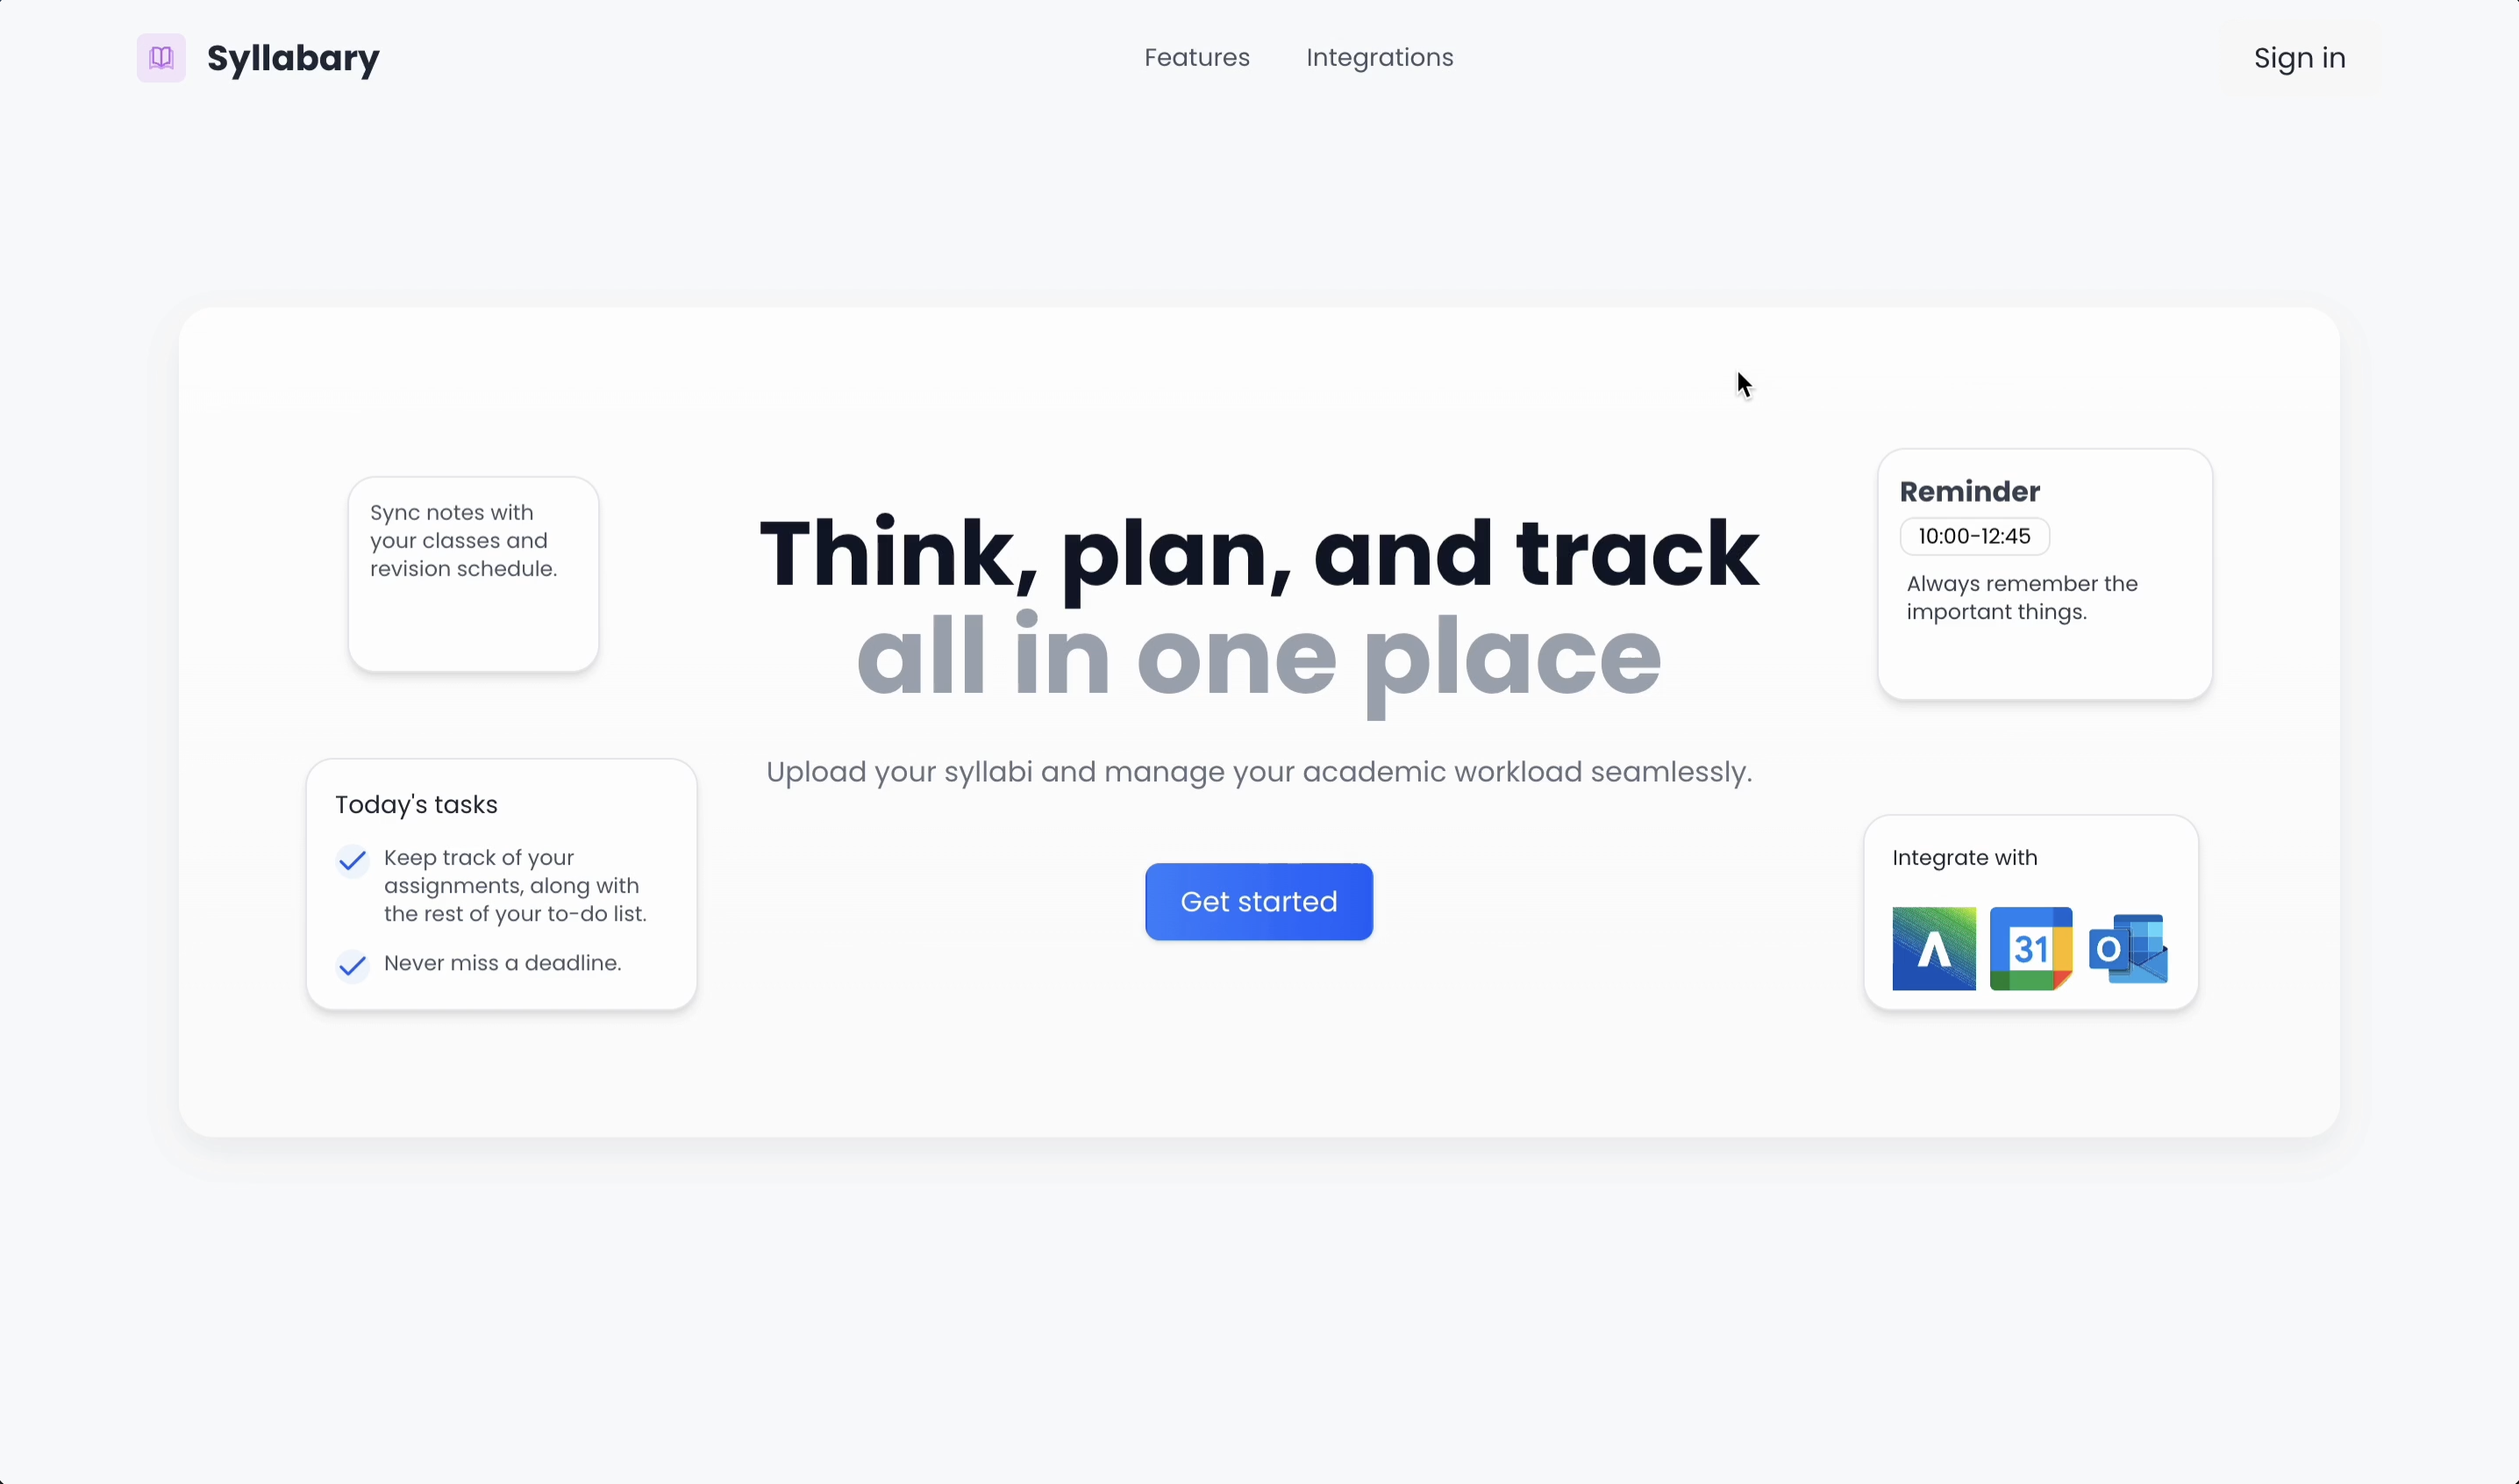 Syllabary
Features
Integrations
Sign in
Sync notes with
your classes and
revision schedule.
Think, plan, and track
all in one place
Upload your syllabi and manage your academic workload seamlessly.
Get started
Reminder
10:00-12:45
Always remember the
important things.
Today's tasks
Keep track of your
assignments, along with
the rest of your to-do list.
Never miss a deadline.
Integrate with
31
O